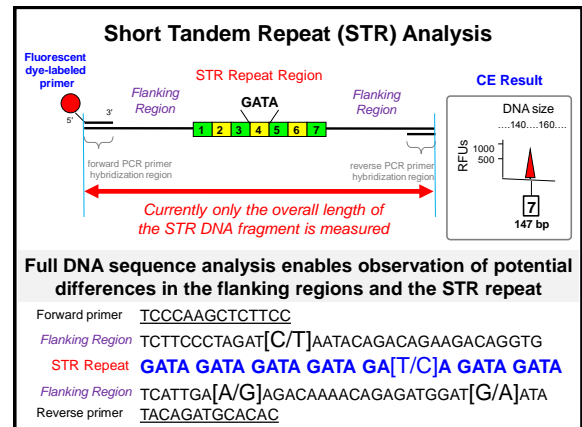 Short Tandem Repeat (STR) Analysis
Fluorescent
dye-labeled
primer
5'
3'
Flanking
Region
STR Repeat Region
GATA
1 2 3 4 5 6 7
Flanking
Region
forward PCR primer
hybridization region
reverse PCR primer
hybridization region
Currently only the overall length of
the STR DNA fragment is measured
CE Result
DNA size
....140....160....
RFUs
1000
500
7
147 bp
Full DNA sequence analysis enables observation of potential
differences in the flanking regions and the STR repeat
Forward primer TCCCAAGCTCTTCC
Flanking Region TCTTCCCTAGAT[C/T]AATACAGACAGAAGACAGGTG
STR Repeat GATA GATA GATA GATA GA[T/C]A GATA GATA
Flanking Region TCATTGA[A/G]AGACAAAACAGAGATGGAT[G/A]ATA
Reverse primer TACAGATGCACAC